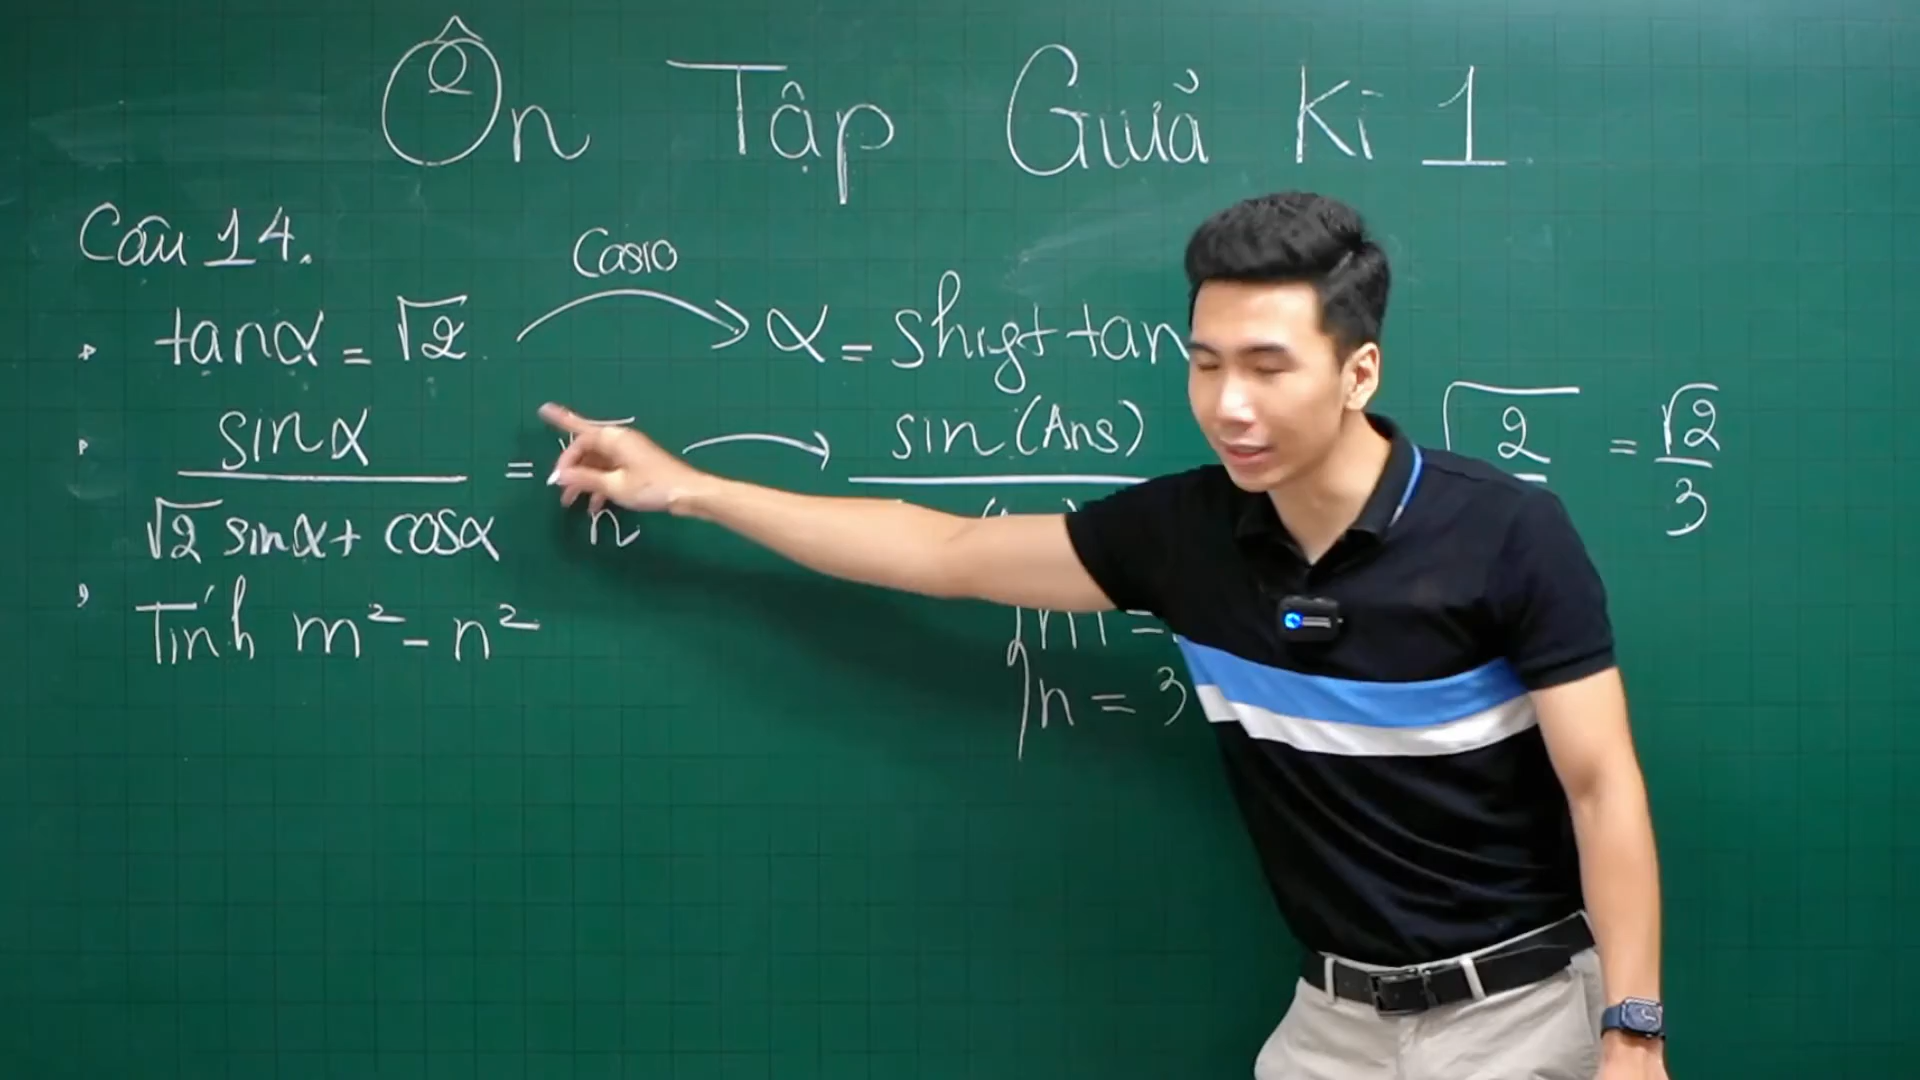 Ôn Tập Giữa Kì 1
Câu 14.
Casio
tanα = √2 → α = shift tan
sinα / √2 sinα + cosα = √ / n → sin(Ans)
√2 = √2 / 3
Tính m² - n²
m =
n = 3